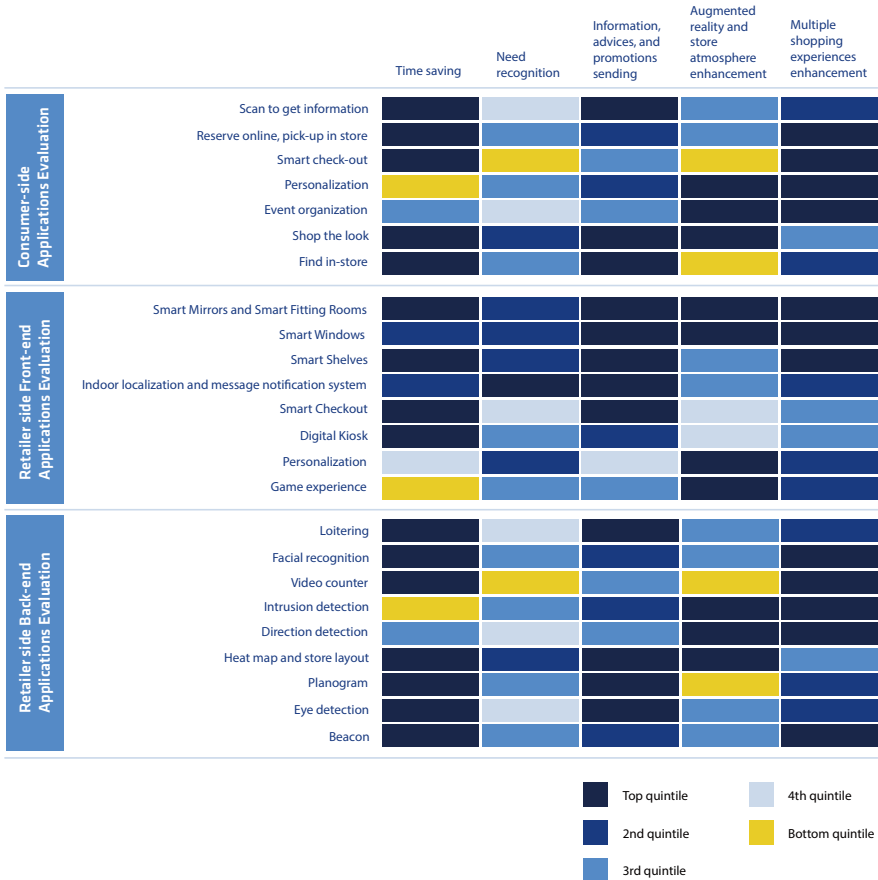 Time saving
Need
recognition
Information,
advices, and
promotions
sending
Augmented
reality and
store
atmosphere
enhancement
Multiple
shopping
experiences
enhancement
Consumer-side
Applications Evaluation
Scan to get information
Reserve online, pick-up in store
Smart check-out
Personalization
Event organization
Shop the look
Find in-store
Retailer side Front-end
Applications Evaluation
Smart Mirrors and Smart Fitting Rooms
Smart Windows
Smart Shelves
Indoor localization and message notification system
Smart Checkout
Digital Kiosk
Personalization
Game experience
Retailer side Back-end
Applications Evaluation
Loitering
Facial recognition
Video counter
Intrusion detection
Direction detection
Heat map and store layout
Planogram
Eye detection
Beacon
Top quintile
2nd quintile
3rd quintile
4th quintile
Bottom quintile